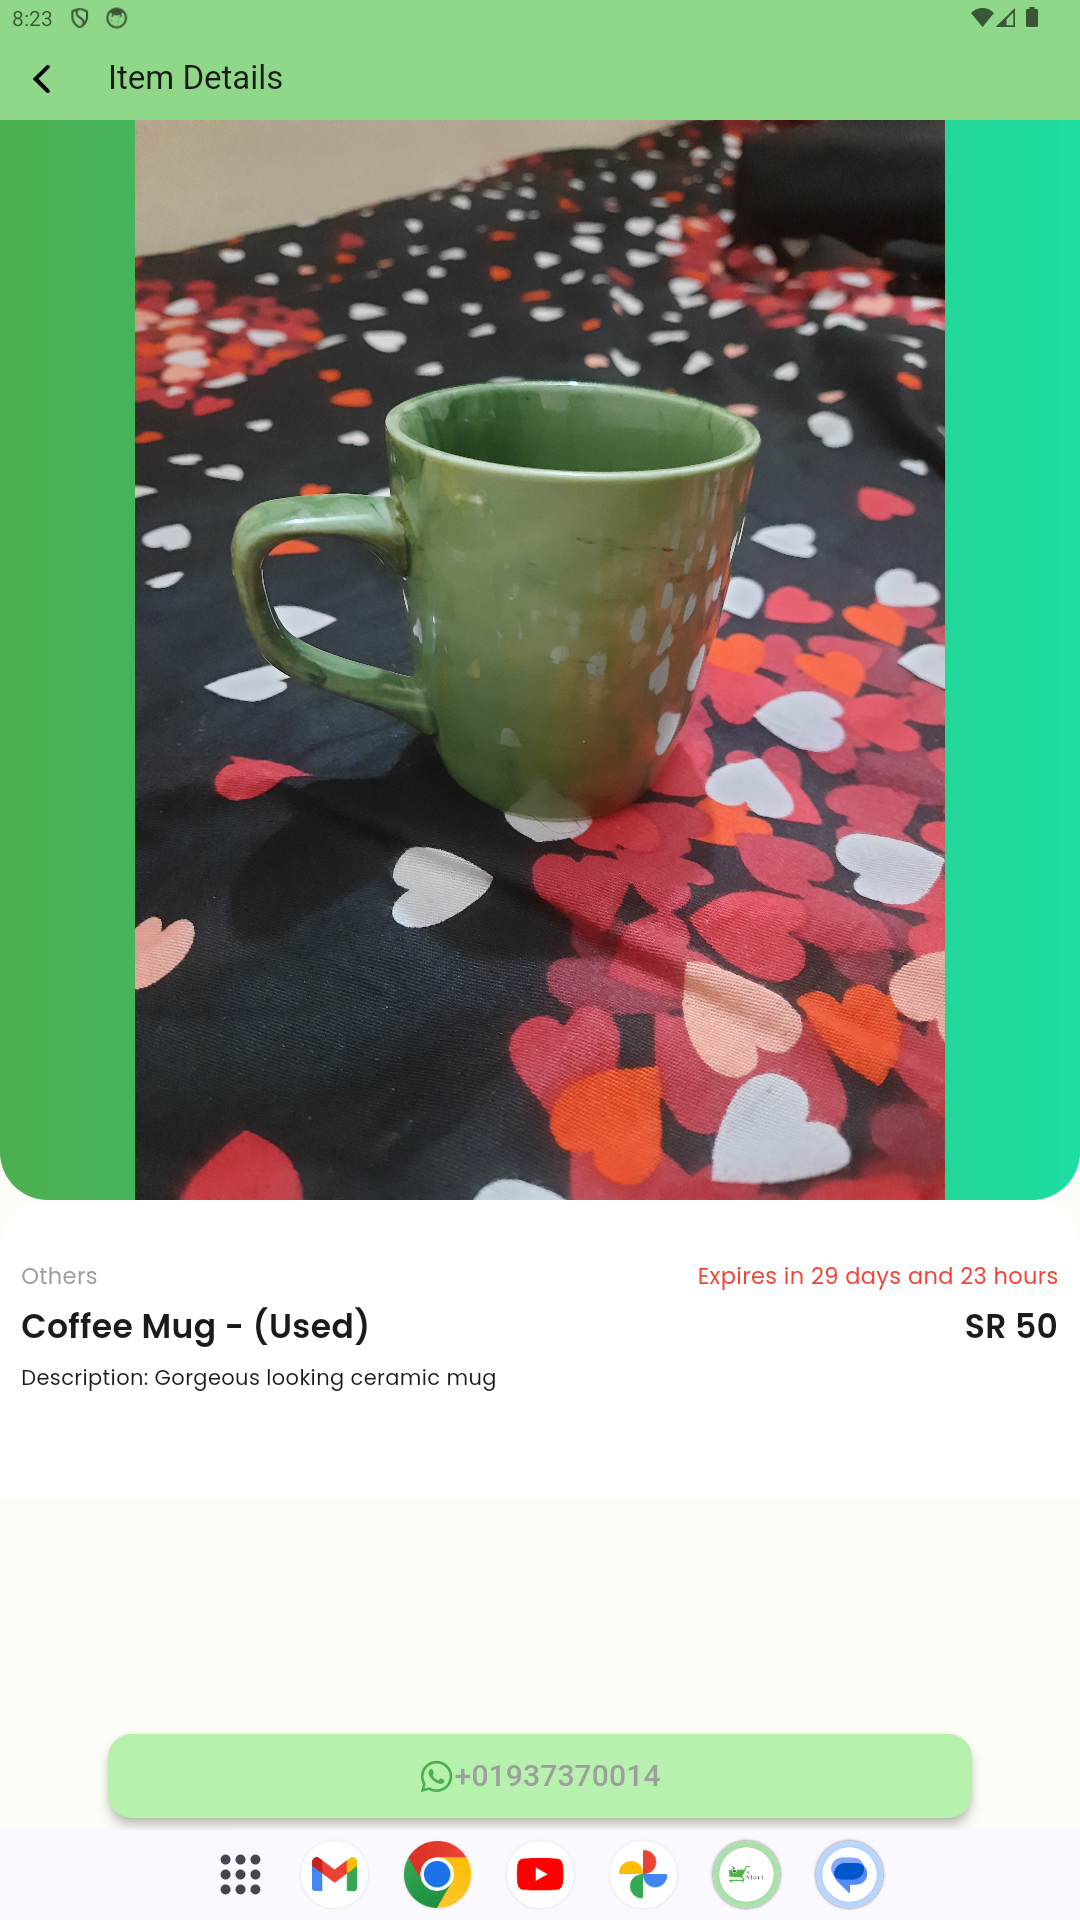 8:23
Item Details
Others
Expires in 29 days and 23 hours
Coffee Mug - (Used)
SR 50
Description: Gorgeous looking ceramic mug
+01937370014
Mart